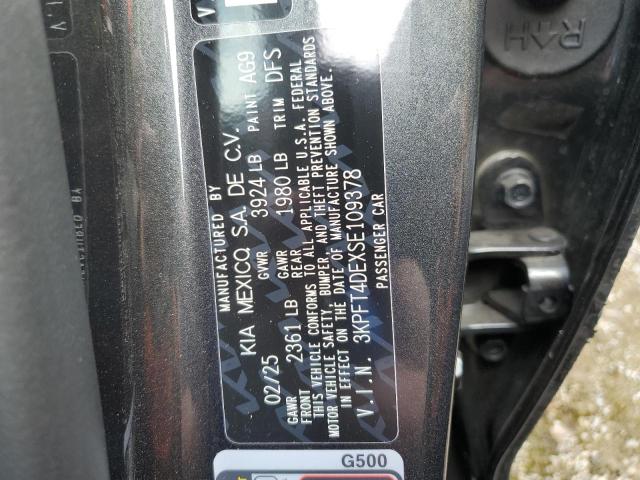 MANUFACTURED BY
KIA MEXICO, S.A. DE C.V.
02/25 GVWR 3924 LB PAINT AG9
GAWR FRONT 2361 LB GAWR REAR 1980 LB TRIM DFS
THIS VEHICLE CONFORMS TO ALL APPLICABLE U.S.A. FEDERAL
MOTOR VEHICLE SAFETY, BUMPER, AND THEFT PREVENTION STANDARDS
IN EFFECT ON THE DATE OF MANUFACTURE SHOWN ABOVE.
V.I.N. 3KPFT4DEXSE109378
PASSENGER CAR
G500
V.